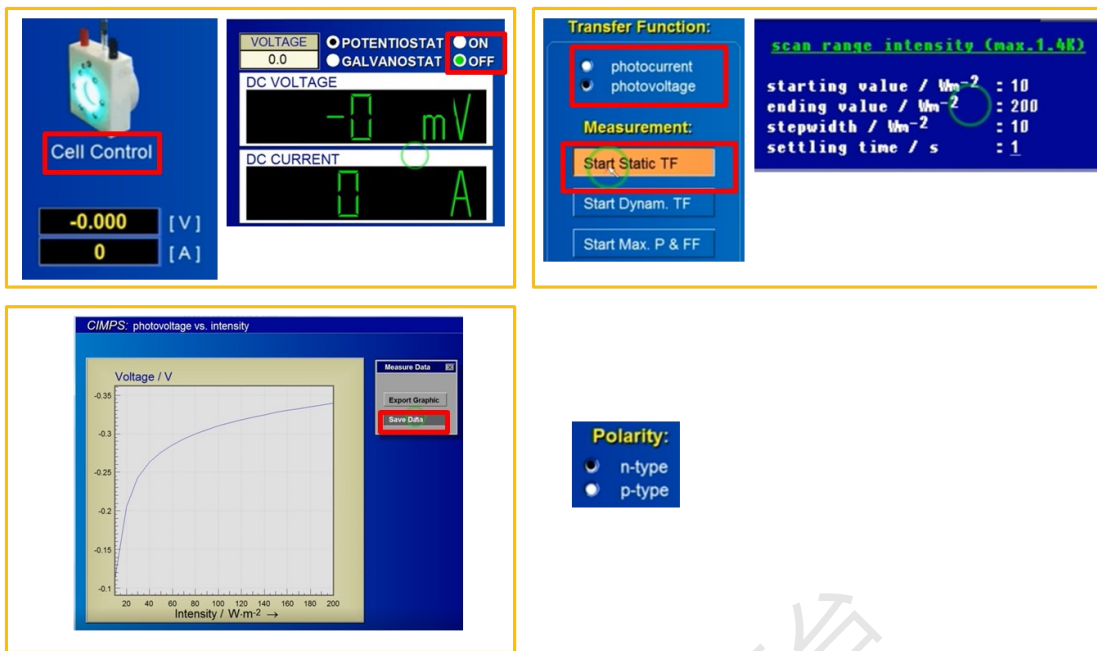 Cell Control
-0.000 [V]
0 [A]
VOLTAGE
0.0
POTENTIOSTAT
GALVANOSTAT
ON
OFF
DC VOLTAGE
-0 mV
DC CURRENT
0 A
Transfer Function:
photocurrent
photovoltage
Measurement:
Start Static TF
Start Dynam. TF
Start Max. P & FF
scan range intensity (max.1.4K)
starting value / Wm-2 : 10
ending value / Wm-2 : 200
stepwidth / Wm-2 : 10
settling time / s : 1
CIMPS: photovoltage vs. intensity
Voltage / V
-0.35
-0.3
-0.25
-0.2
-0.15
-0.1
20 40 60 80 100 120 140 160 180 200
Intensity / W·m-2 →
Measure Data
Export Graphic
Save Data
Polarity:
n-type
p-type